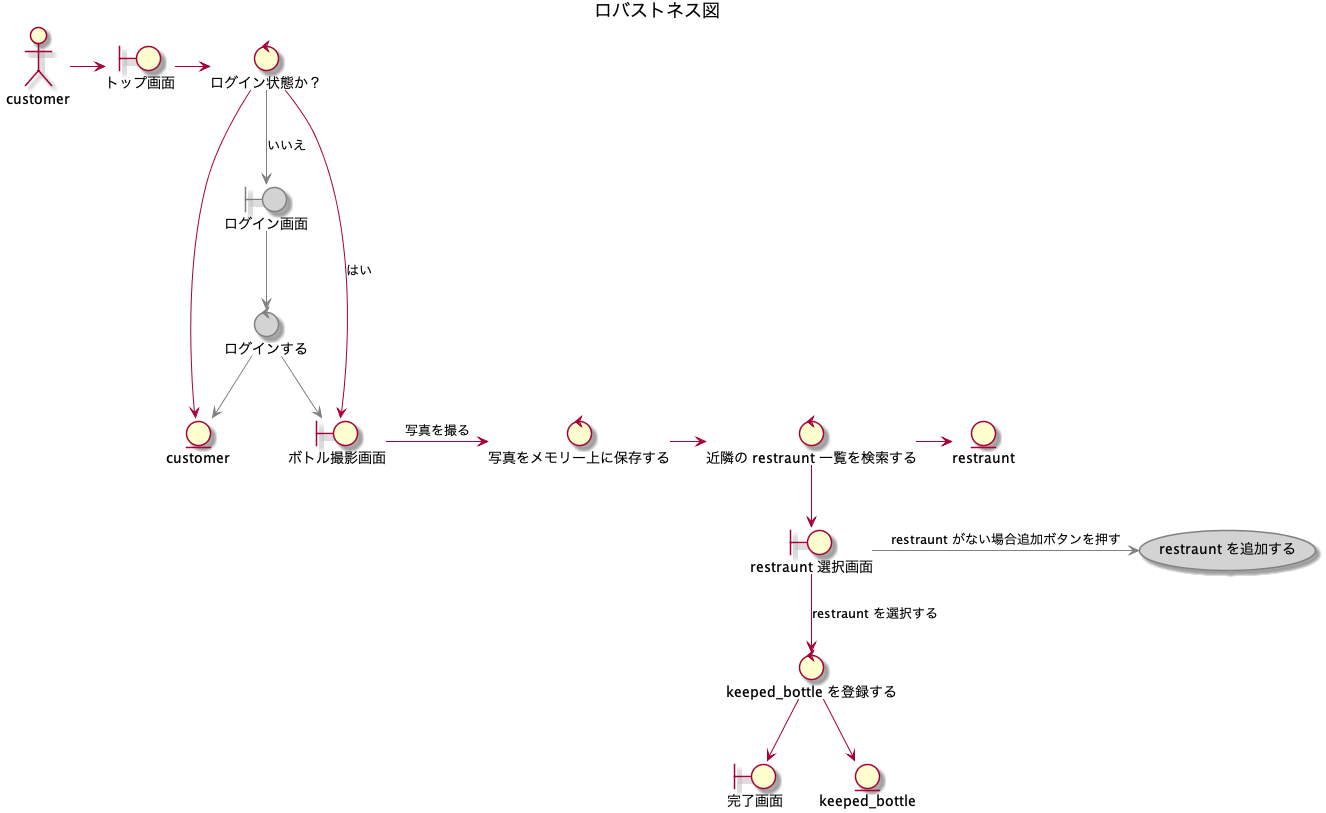 ロバストネス図
customer
トップ画面
ログイン状態か？
いいえ
ログイン画面
はい
ログインする
customer
ボトル撮影画面
写真を撮る
写真をメモリー上に保存する
近隣の restraunt 一覧を検索する
restraunt
restraunt 選択画面
restraunt がない場合追加ボタンを押す
restraunt を追加する
restraunt を選択する
keeped_bottle を登録する
完了画面
keeped_bottle